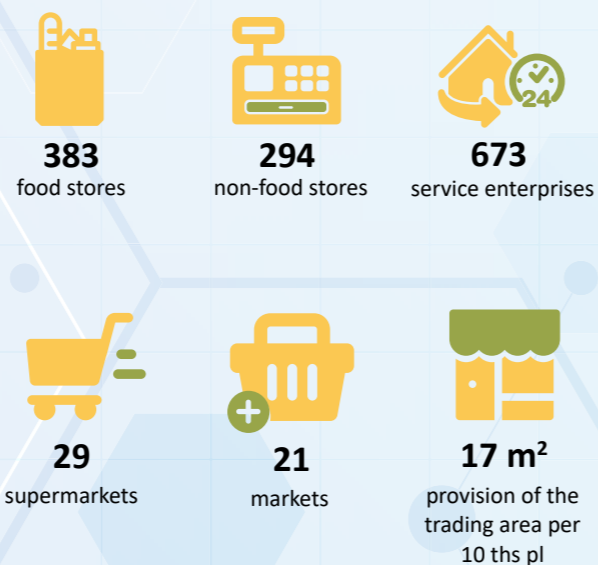 24
383
food stores
294
non-food stores
673
service enterprises
29
supermarkets
21
markets
17 m²
provision of the
trading area per
10 ths pl